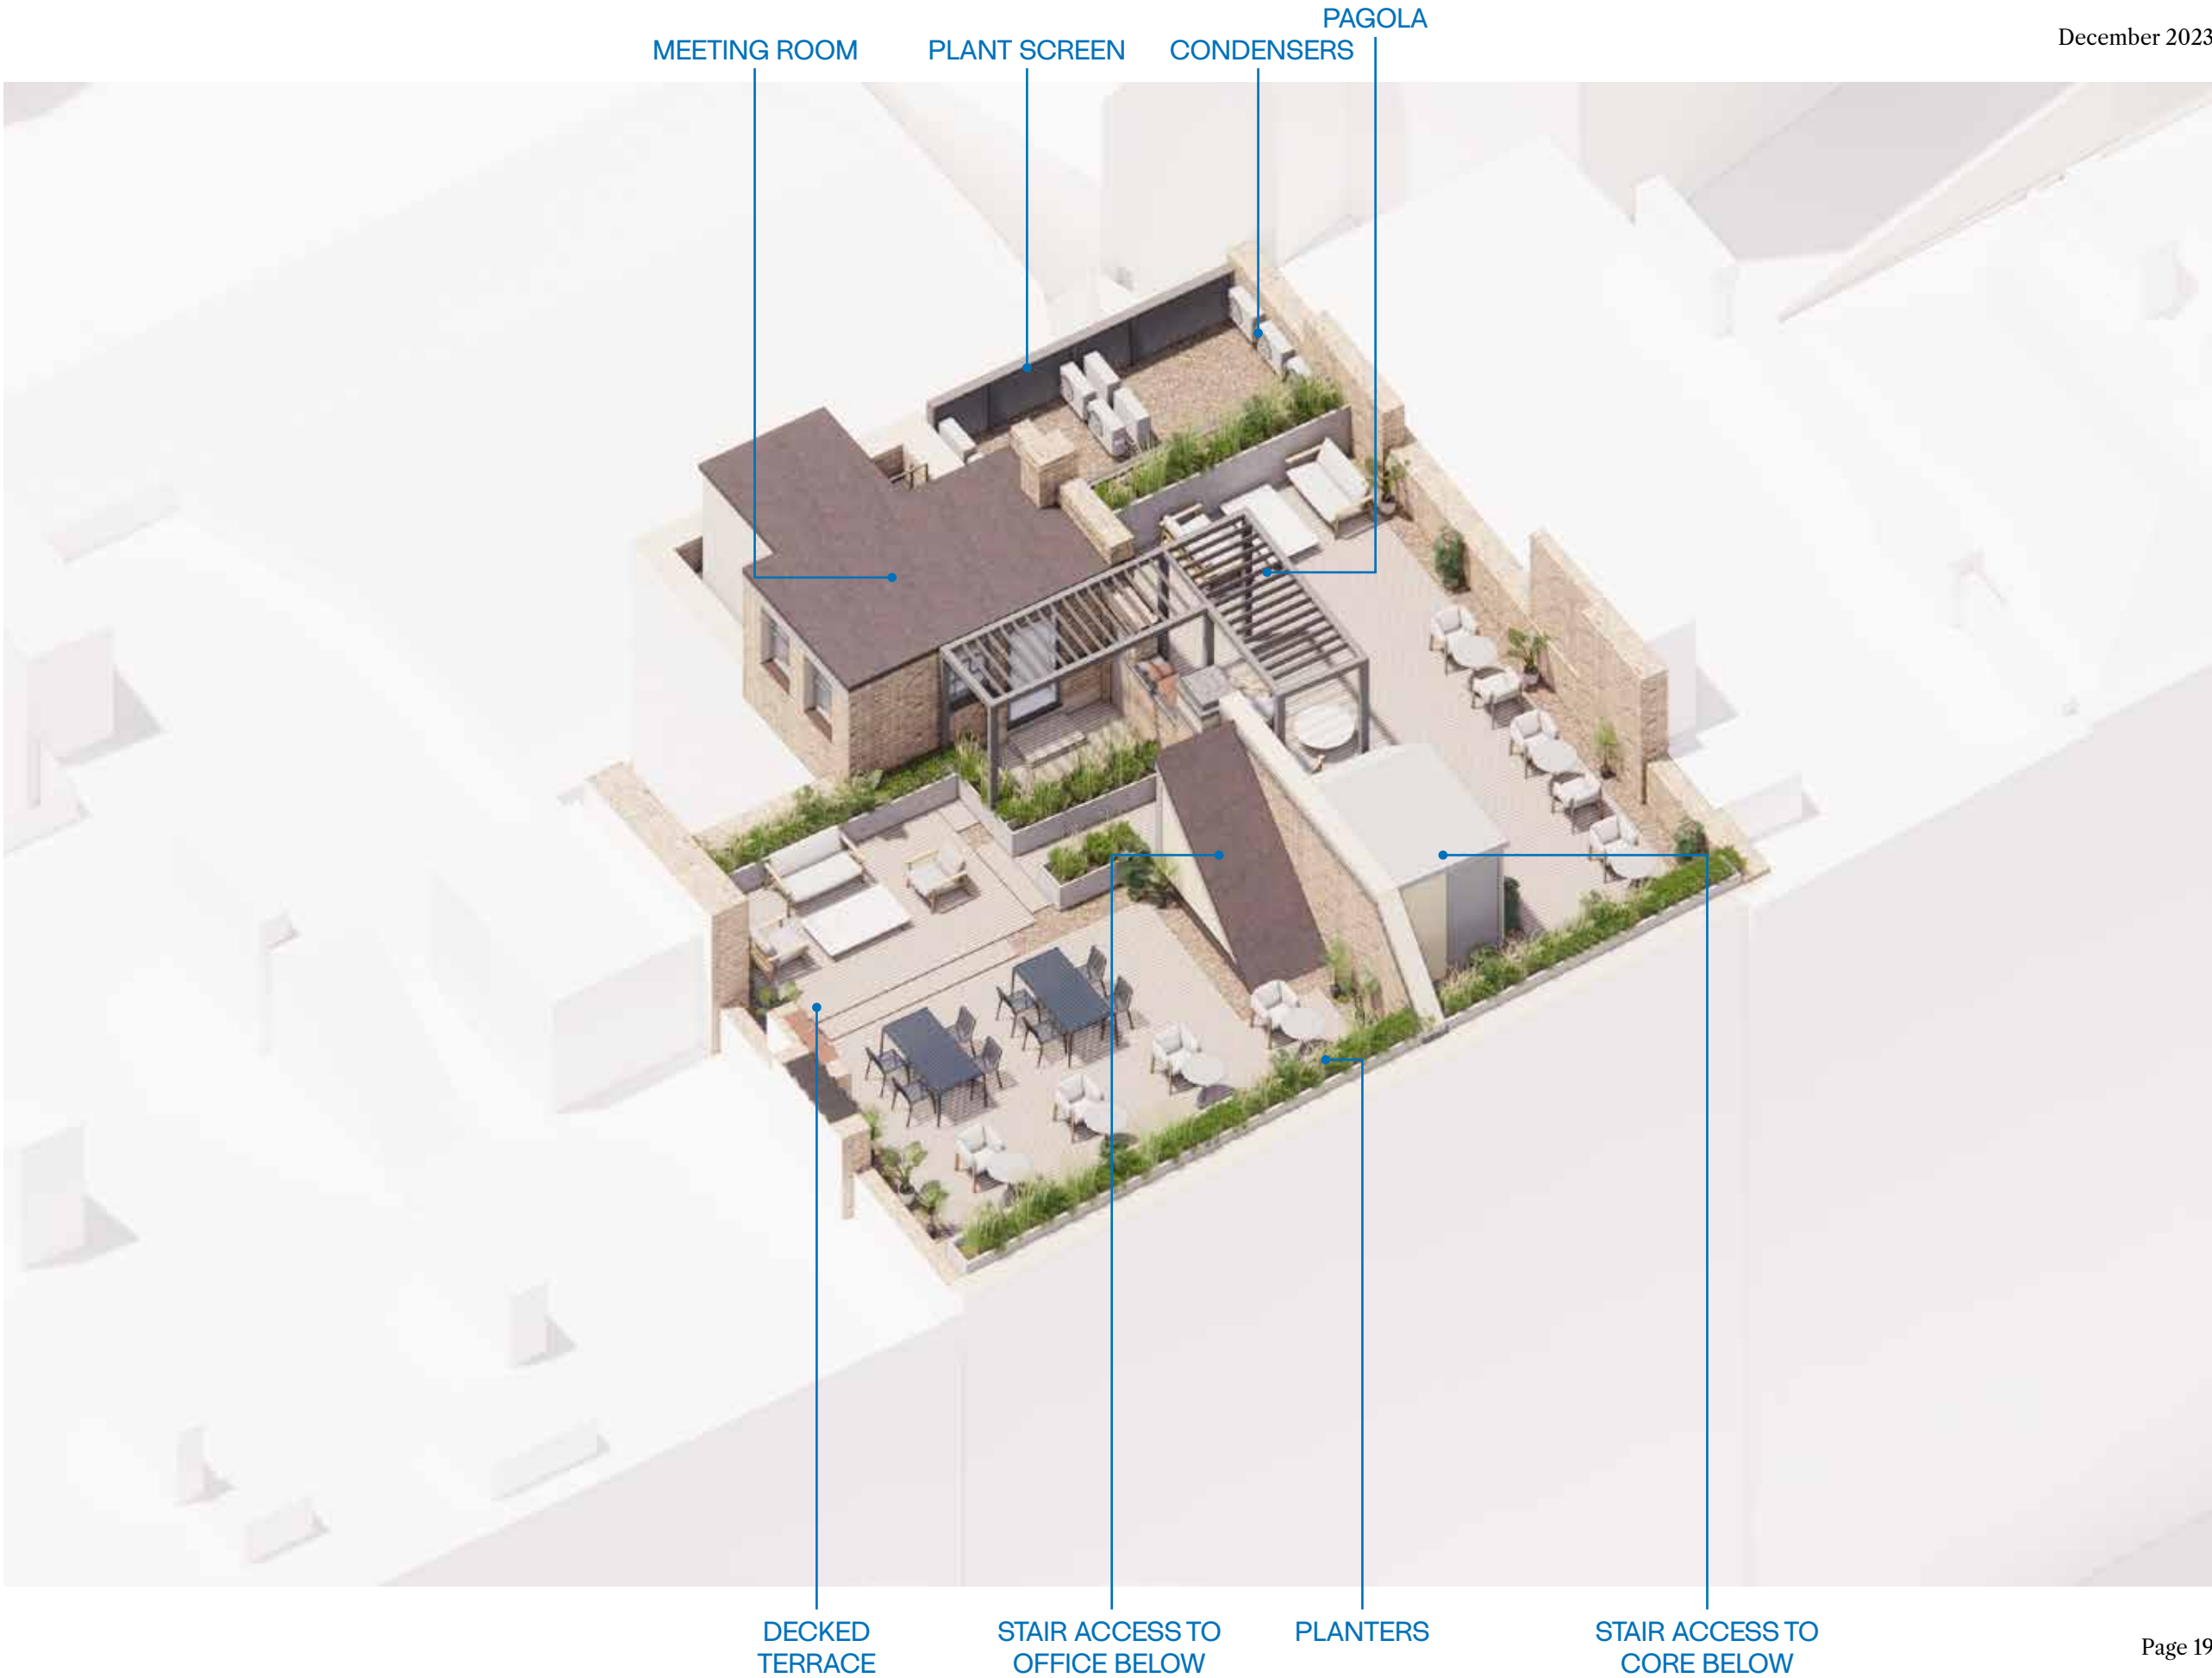 PAGOLA
December 2023
MEETING ROOM
PLANT SCREEN
CONDENSERS
DECKED
TERRACE
STAIR ACCESS TO
OFFICE BELOW
PLANTERS
STAIR ACCESS TO
CORE BELOW
Page 19